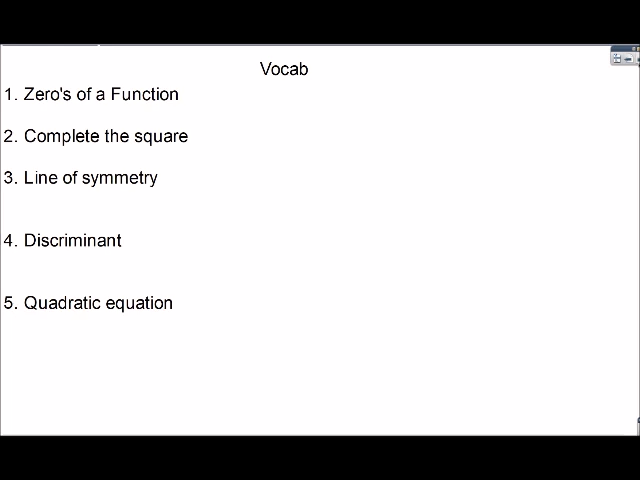 Vocab
1. Zero's of a Function
2. Complete the square
3. Line of symmetry
4. Discriminant
5. Quadratic equation